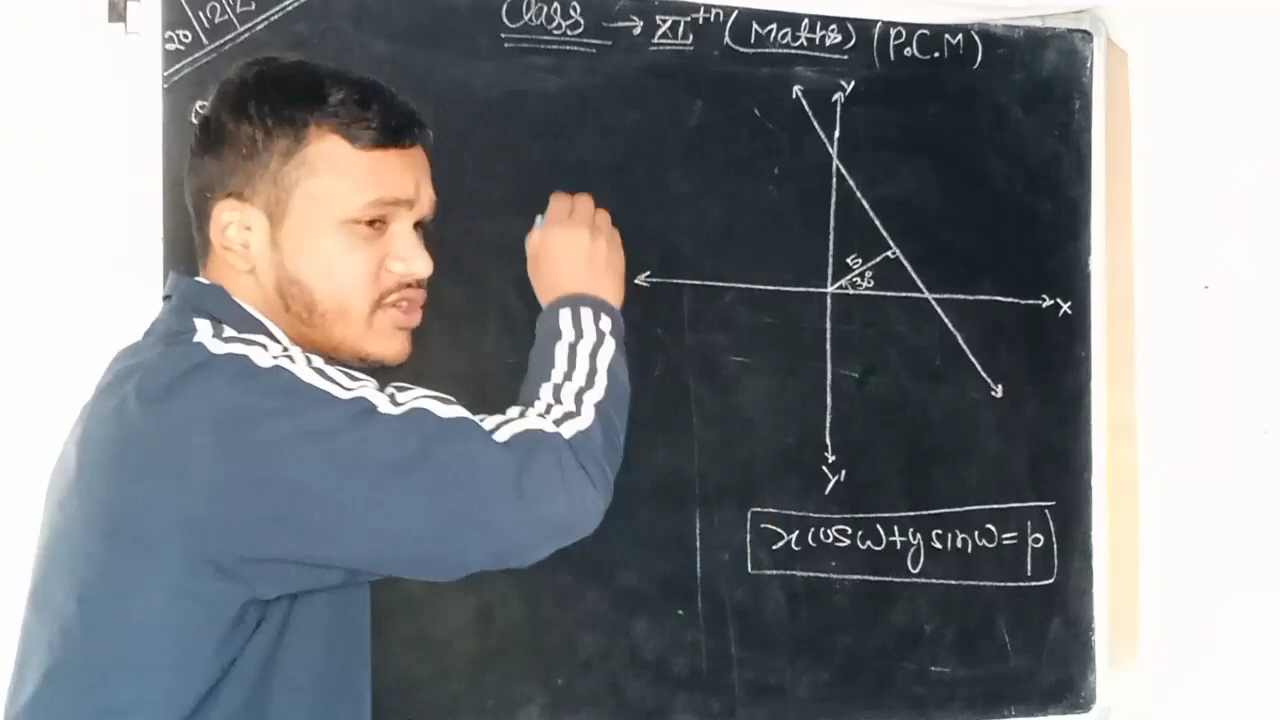 20/12/2
Class → XI^th (Maths) (P.C.M)
Y
5
30°
X
Y'
x cos ω + y sin ω = p